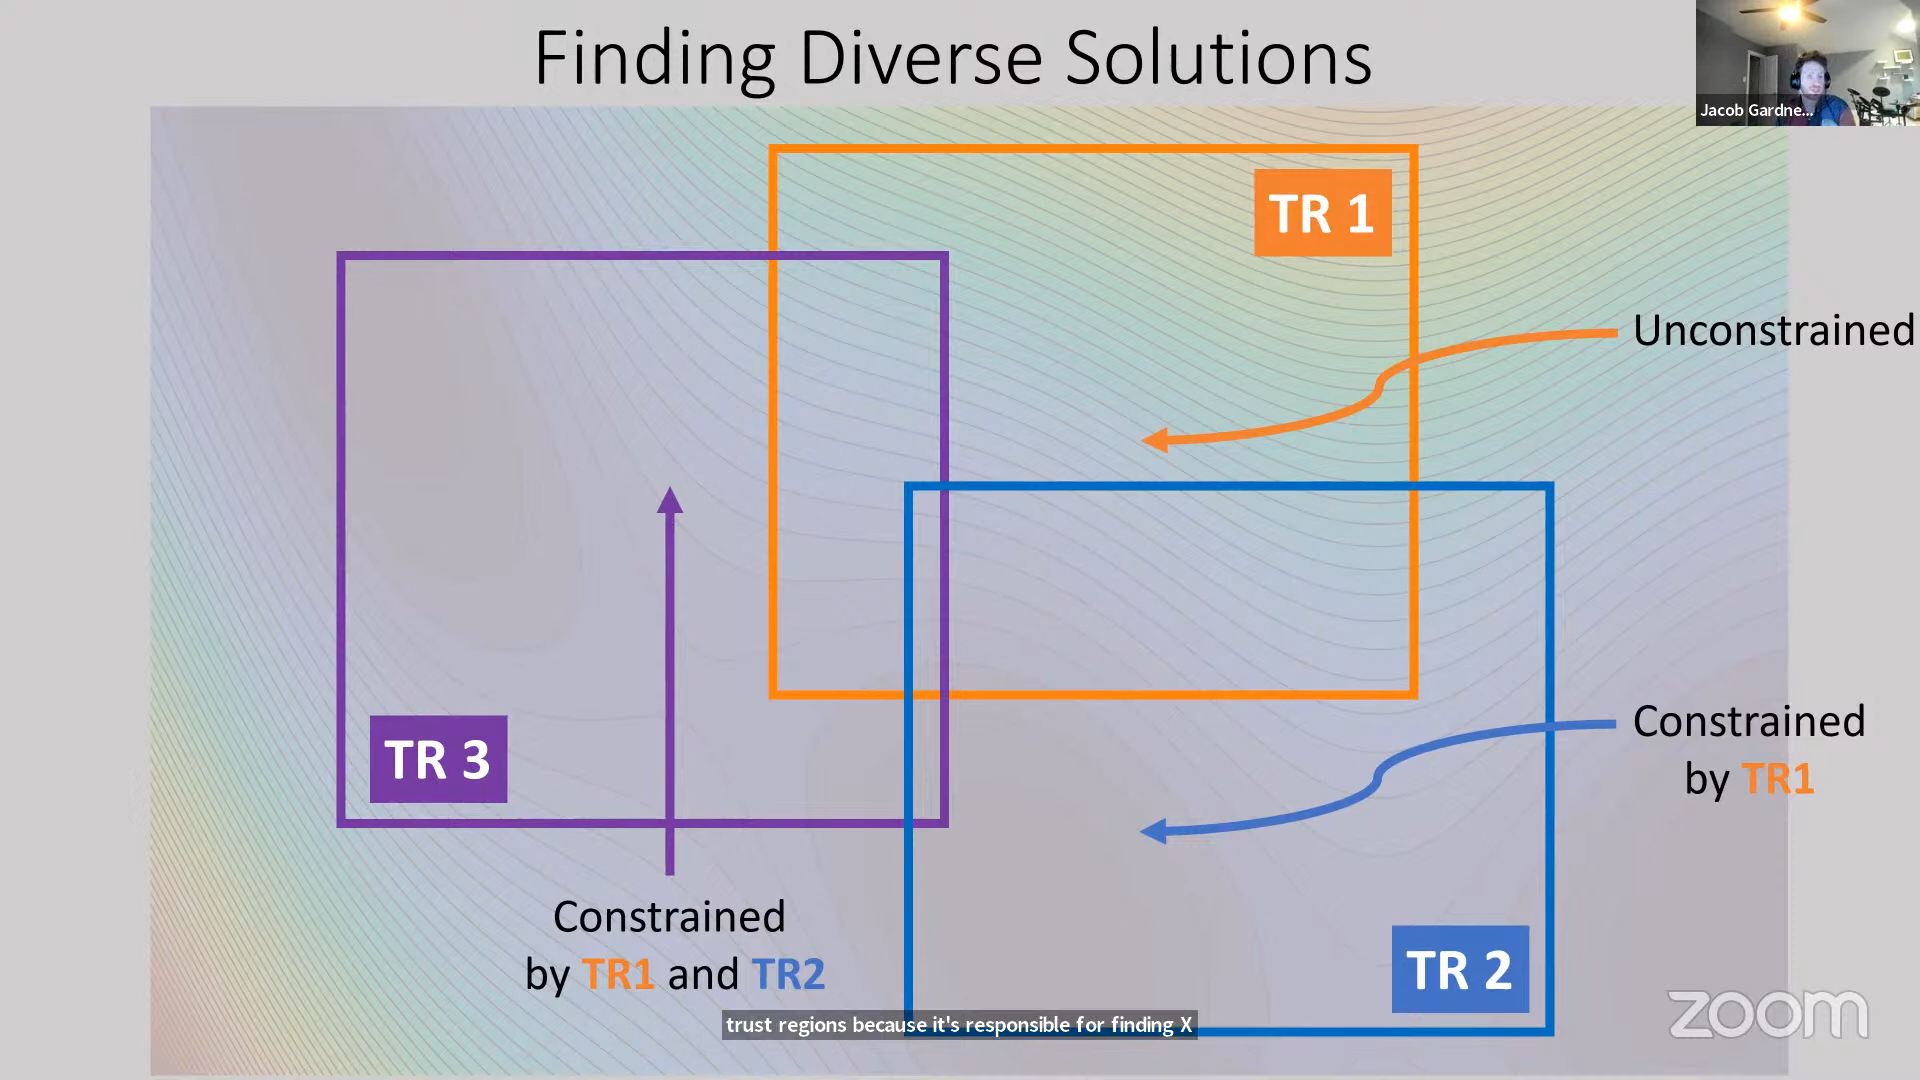 Finding Diverse Solutions
Jacob Gardne...
TR 1
Unconstrained
TR 3
Constrained
by TR1
Constrained
by TR1 and TR2
TR 2
trust regions because it's responsible for finding X
zoom